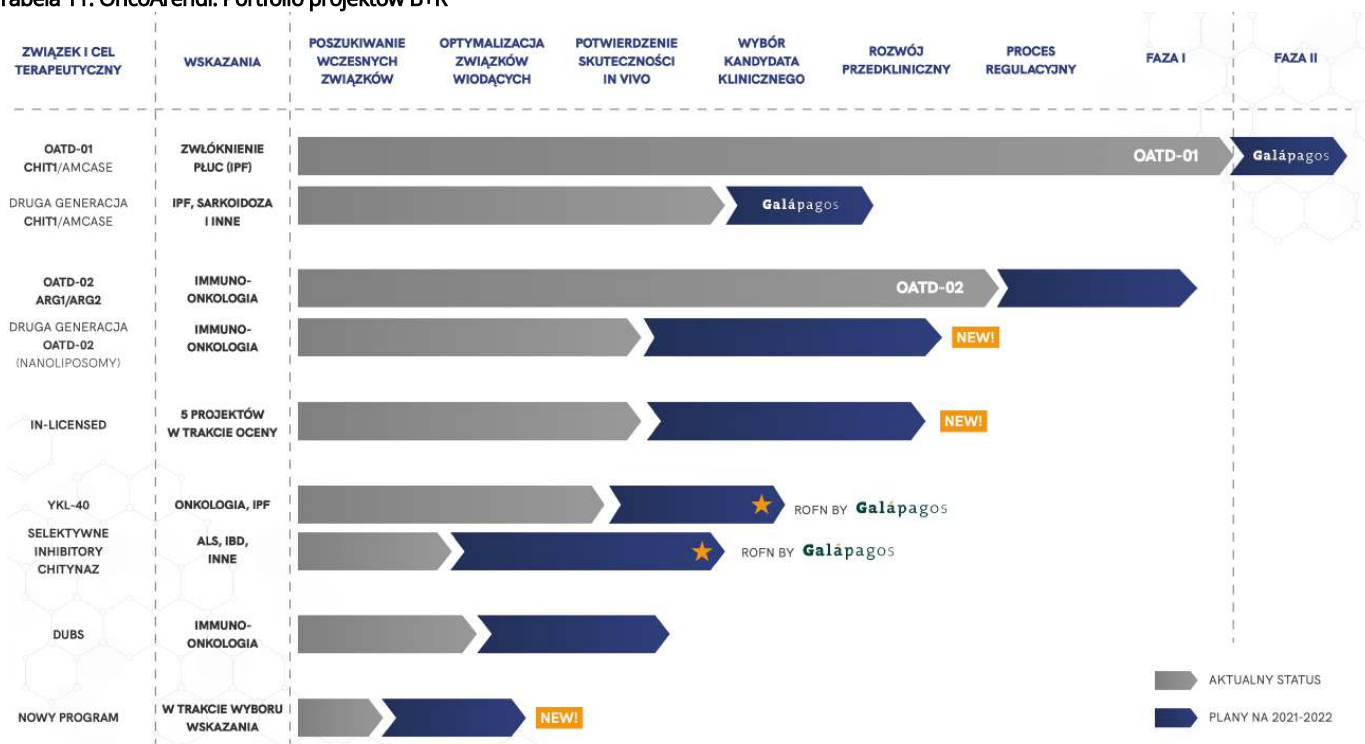 Tabela 11. OncoArendi: Portfolio projektów B+R
ZWIĄZEK I CEL
TERAPEUTYCZNY
WSKAZANIA
POSZUKIWANIE
WCZESNYCH
ZWIĄZKÓW
OPTYMALIZACJA
ZWIĄZKÓW
WIODĄCYCH
POTWIERDZENIE
SKUTECZNOŚCI
IN VIVO
WYBÓR
KANDYDATA
KLINICZNEGO
ROZWÓJ
PRZEDKLINICZNY
PROCES
REGULACYJNY
FAZA I
FAZA II
OATD-01
CHIT1/AMCASE
ZWŁÓKNIENIE
PŁUC (IPF)
OATD-01
Galápagos
DRUGA GENERACJA
CHIT1/AMCASE
IPF, SARKOIDOZA
I INNE
Galápagos
OATD-02
ARG1/ARG2
IMMUNO-
ONKOLOGIA
OATD-02
DRUGA GENERACJA
OATD-02
(NANOLIPOSOMY)
IMMUNO-
ONKOLOGIA
NEW!
IN-LICENSED
5 PROJEKTÓW
W TRAKCIE OCENY
NEW!
YKL-40
ONKOLOGIA, IPF
ROFN BY Galápagos
SELEKTYWNE
INHIBITORY
CHITYNAZ
ALS, IBD,
INNE
ROFN BY Galápagos
DUBS
IMMUNO-
ONKOLOGIA
NOWY PROGRAM
W TRAKCIE WYBORU
WSKAZANIA
NEW!
AKTUALNY STATUS
PLANY NA 2021-2022